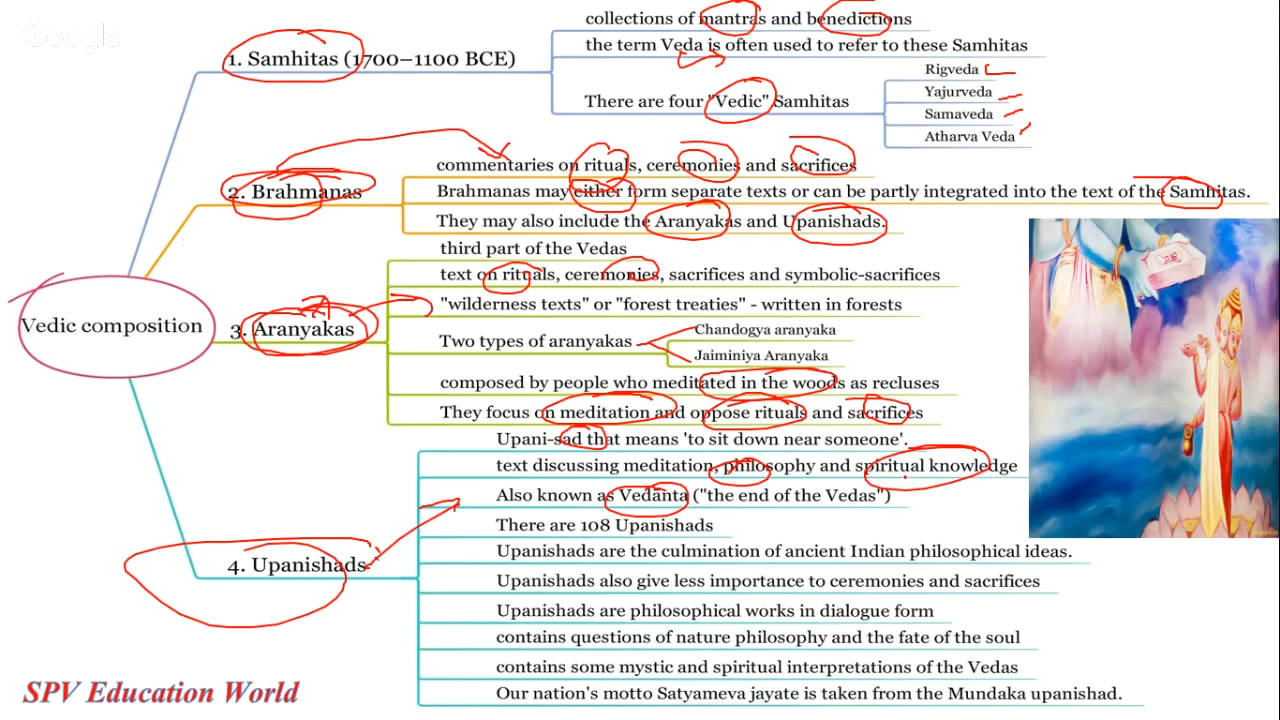 Google
1. Samhitas (1700–1100 BCE)
collections of mantras and benedictions
the term Veda is often used to refer to these Samhitas
There are four "Vedic" Samhitas
Rigveda
Yajurveda
Samaveda
Atharva Veda
2. Brahmanas
commentaries on rituals, ceremonies and sacrifices
Brahmanas may either form separate texts or can be partly integrated into the text of the Samhitas.
They may also include the Aranyakas and Upanishads.
Vedic composition
3. Aranyakas
third part of the Vedas
text on rituals, ceremonies, sacrifices and symbolic-sacrifices
"wilderness texts" or "forest treaties" - written in forests
Two types of aranyakas
Chandogya aranyaka
Jaiminiya Aranyaka
composed by people who meditated in the woods as recluses
They focus on meditation and oppose rituals and sacrifices
4. Upanishads
Upani-sad that means 'to sit down near someone'.
text discussing meditation, philosophy and spiritual knowledge
Also known as Vedanta ("the end of the Vedas")
There are 108 Upanishads
Upanishads are the culmination of ancient Indian philosophical ideas.
Upanishads also give less importance to ceremonies and sacrifices
Upanishads are philosophical works in dialogue form
contains questions of nature philosophy and the fate of the soul
contains some mystic and spiritual interpretations of the Vedas
Our nation's motto Satyameva jayate is taken from the Mundaka upanishad.
SPV Education World